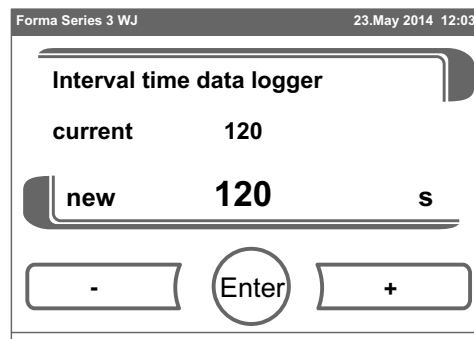 Forma Series 3 WJ 23.May 2014 12:03
Interval time data logger
current 120
new 120 s
- Enter +